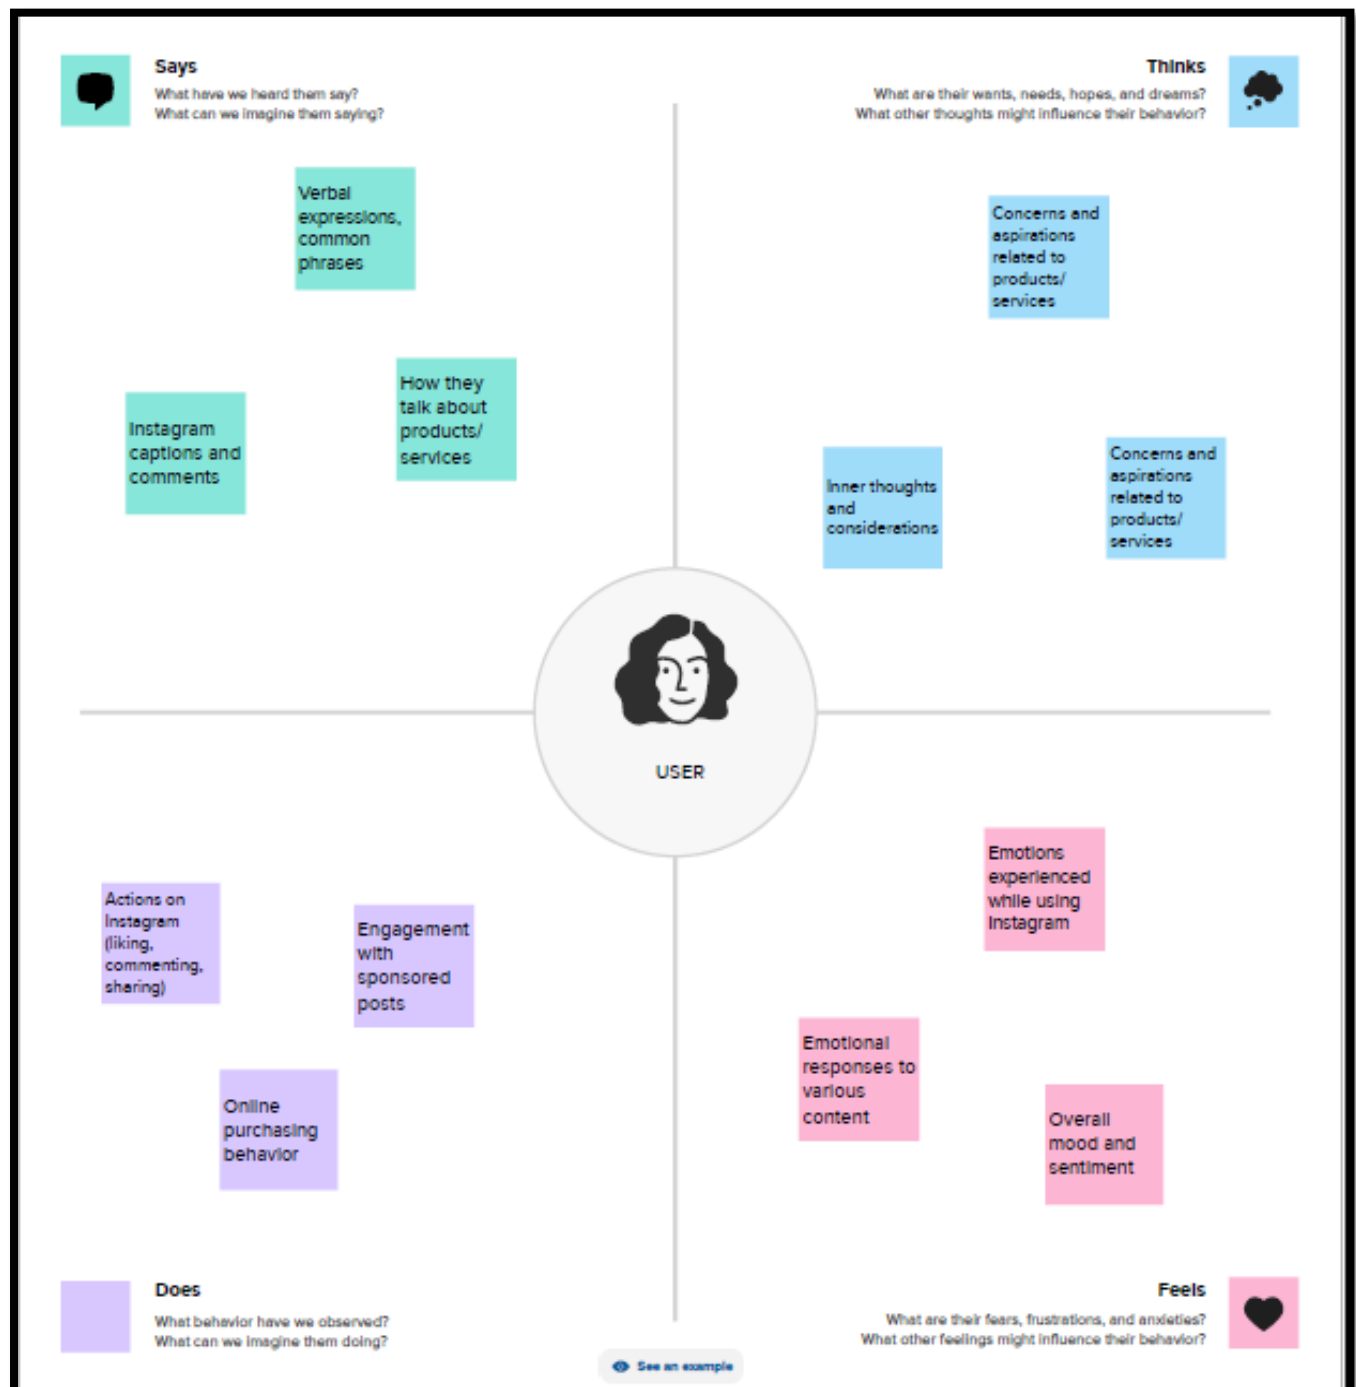 Says
What have we heard them say?
What can we imagine them saying?
Thinks
What are their wants, needs, hopes, and dreams?
What other thoughts might influence their behavior?
Verbal
expressions,
common
phrases
Instagram
captions and
comments
How they
talk about
products/
services
Concerns and
aspirations
related to
products/
services
Inner thoughts
and
considerations
Concerns and
aspirations
related to
products/
services
USER
Actions on
Instagram
(liking,
commenting,
sharing)
Engagement
with
sponsored
posts
Online
purchasing
behavior
Emotions
experienced
while using
Instagram
Emotional
responses to
various
content
Overall
mood and
sentiment
Does
What behavior have we observed?
What can we imagine them doing?
Feels
What are their fears, frustrations, and anxieties?
What other feelings might influence their behavior?
See an example